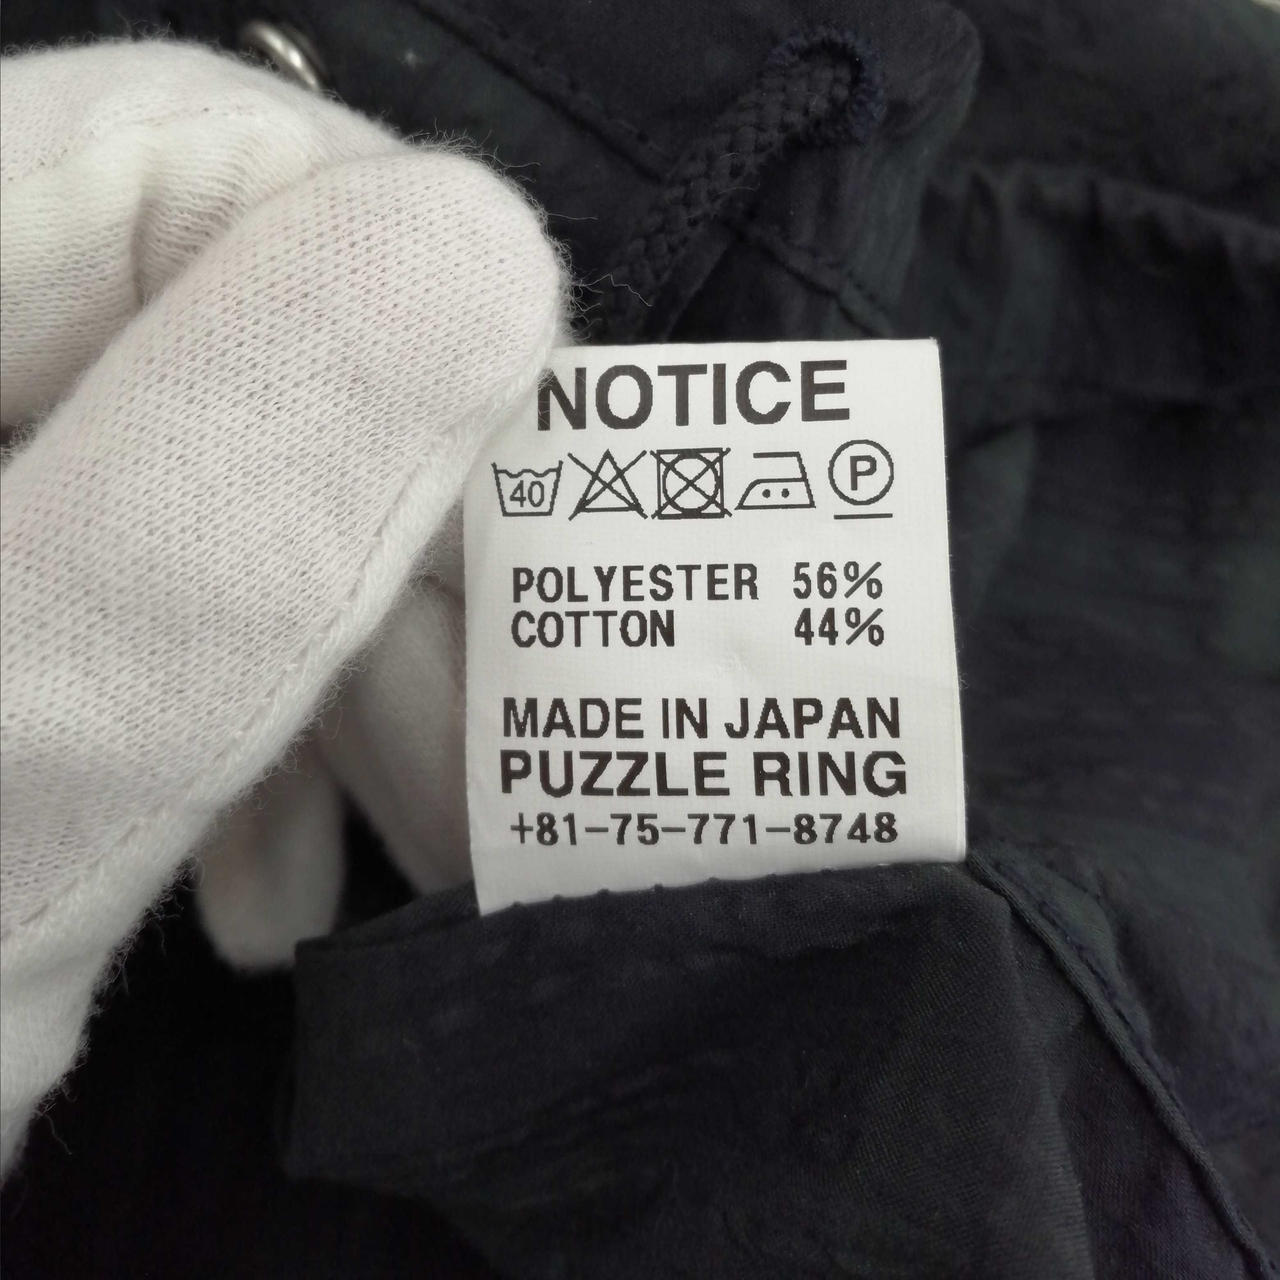 NOTICE
40
P
POLYESTER 56%
COTTON 44%
MADE IN JAPAN
PUZZLE RING
+81-75-771-8748